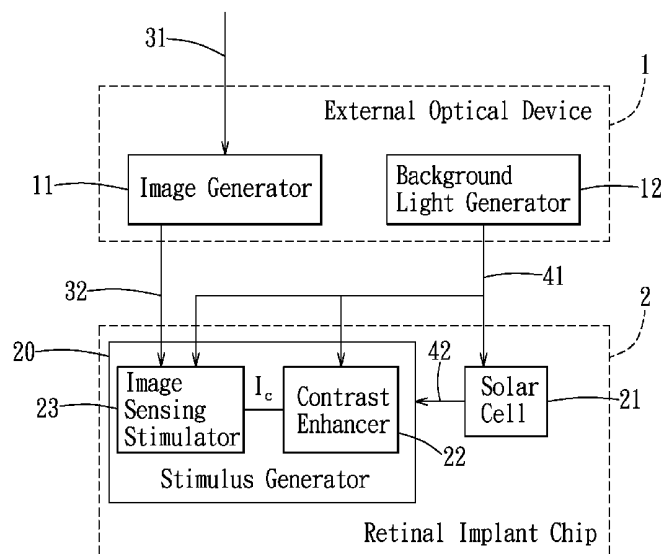 31
1
External Optical Device
11
Image Generator
Background
Light Generator
12
32
41
2
20
42
Image
Sensing
Stimulator
I_c
Contrast
Enhancer
Solar
Cell
23
22
21
Stimulus Generator
Retinal Implant Chip